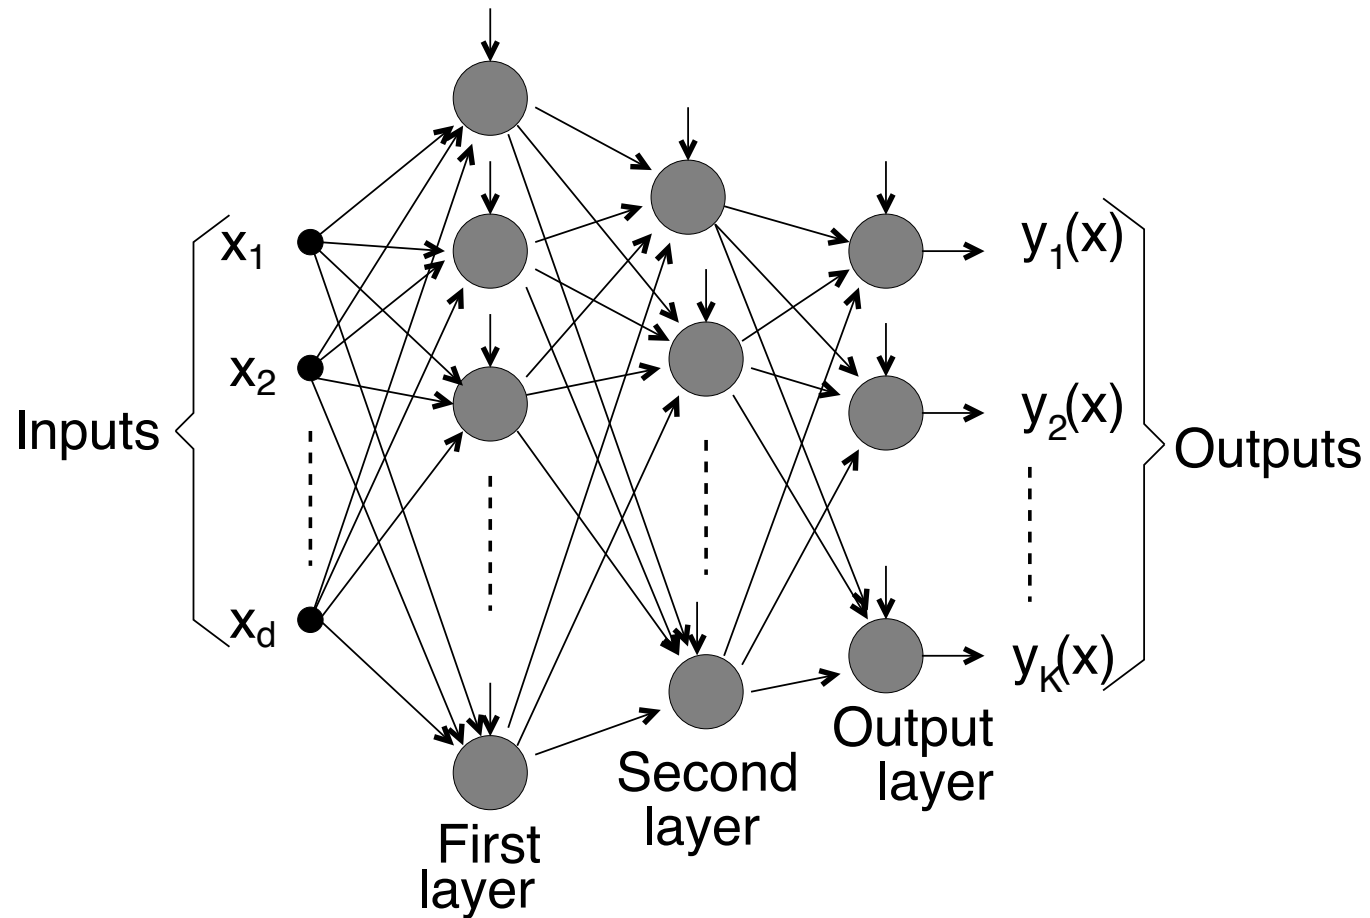 Inputs
x1
x2
xd
First
layer
Second
layer
Output
layer
y1(x)
y2(x)
yK(x)
Outputs